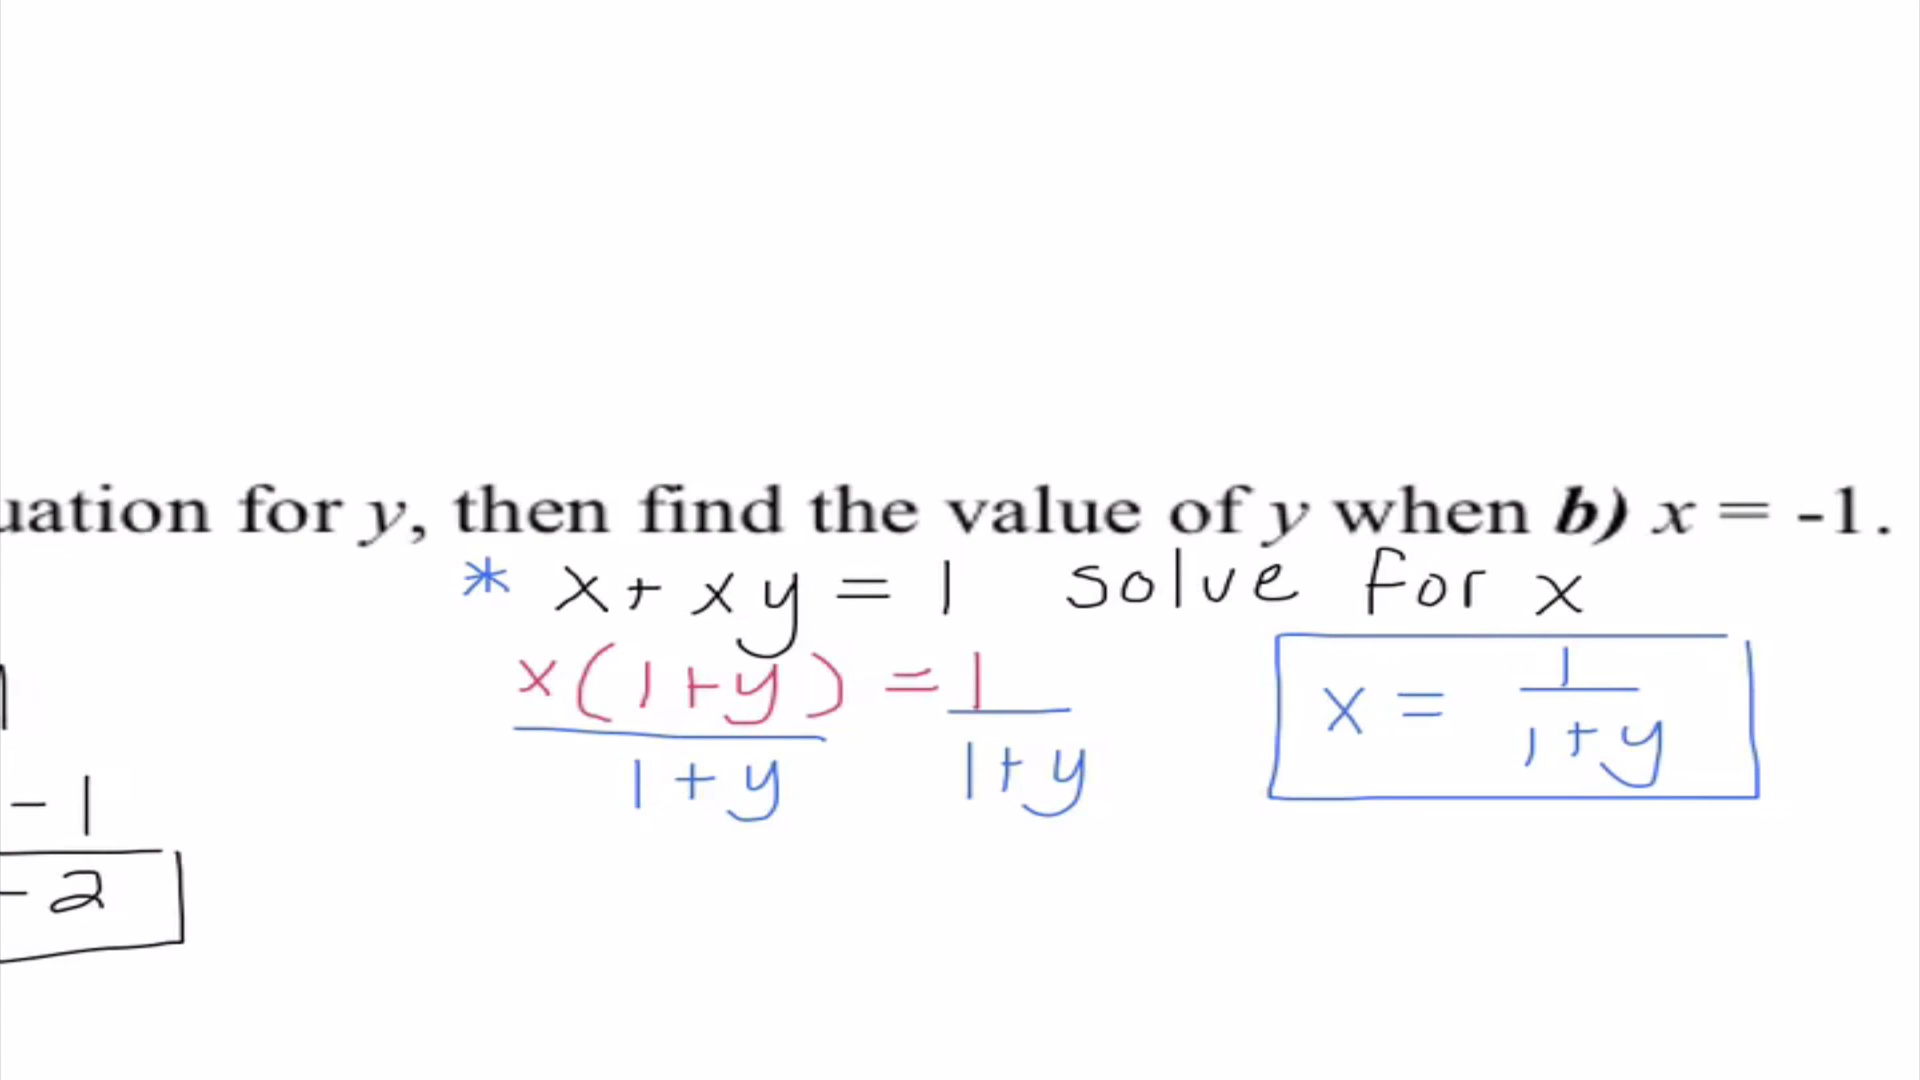 uation for y, then find the value of y when b) x = -1.
* x + xy = 1 solve for x
x(1+y) = 1
1+y 1+y
x = 1
1+y
-1
-2